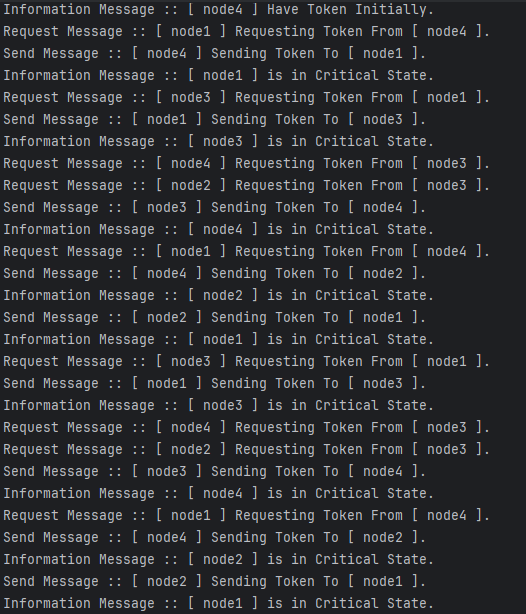 Information Message :: [ node4 ] Have Token Initially.
Request Message :: [ node1 ] Requesting Token From [ node4 ].
Send Message :: [ node4 ] Sending Token To [ node1 ].
Information Message :: [ node1 ] is in Critical State.
Request Message :: [ node3 ] Requesting Token From [ node1 ].
Send Message :: [ node1 ] Sending Token To [ node3 ].
Information Message :: [ node3 ] is in Critical State.
Request Message :: [ node4 ] Requesting Token From [ node3 ].
Request Message :: [ node2 ] Requesting Token From [ node3 ].
Send Message :: [ node3 ] Sending Token To [ node4 ].
Information Message :: [ node4 ] is in Critical State.
Request Message :: [ node1 ] Requesting Token From [ node4 ].
Send Message :: [ node4 ] Sending Token To [ node2 ].
Information Message :: [ node2 ] is in Critical State.
Send Message :: [ node2 ] Sending Token To [ node1 ].
Information Message :: [ node1 ] is in Critical State.
Request Message :: [ node3 ] Requesting Token From [ node1 ].
Send Message :: [ node1 ] Sending Token To [ node3 ].
Information Message :: [ node3 ] is in Critical State.
Request Message :: [ node4 ] Requesting Token From [ node3 ].
Request Message :: [ node2 ] Requesting Token From [ node3 ].
Send Message :: [ node3 ] Sending Token To [ node4 ].
Information Message :: [ node4 ] is in Critical State.
Request Message :: [ node1 ] Requesting Token From [ node4 ].
Send Message :: [ node4 ] Sending Token To [ node2 ].
Information Message :: [ node2 ] is in Critical State.
Send Message :: [ node2 ] Sending Token To [ node1 ].
Information Message :: [ node1 ] is in Critical State.